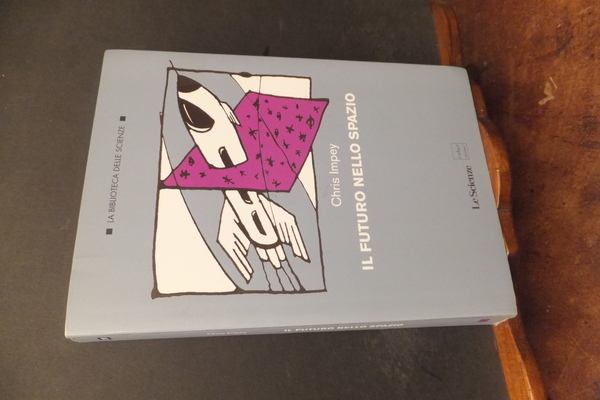 ■ LA BIBLIOTECA DELLE SCIENZE ■
Chris Impey
IL FUTURO NELLO SPAZIO
Le Scienze
IL FUTURO NELLO SPAZIO